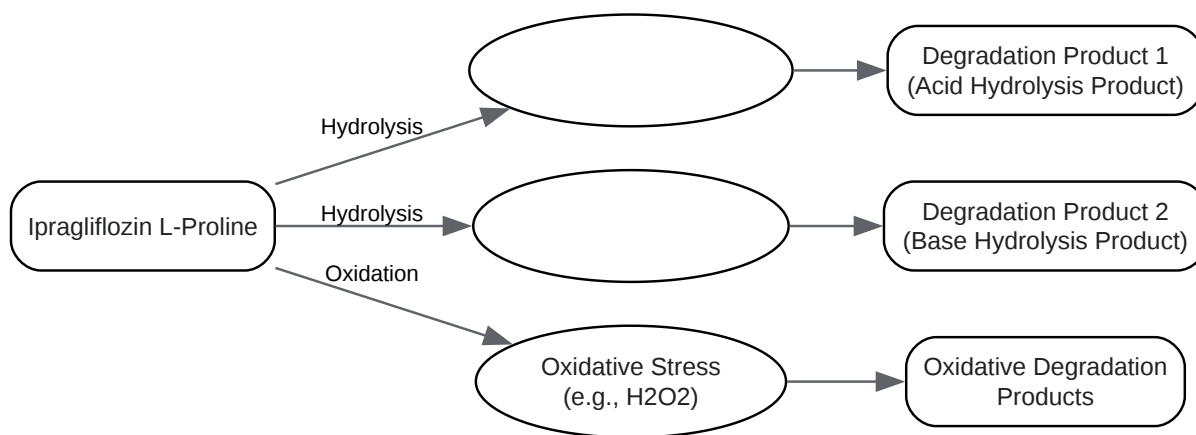 Degradation Product 1
(Acid Hydrolysis Product)
Hydrolysis
Ipragliflozin L-Proline
Hydrolysis
Degradation Product 2
(Base Hydrolysis Product)
Oxidation
Oxidative Stress
(e.g., H2O2)
Oxidative Degradation
Products